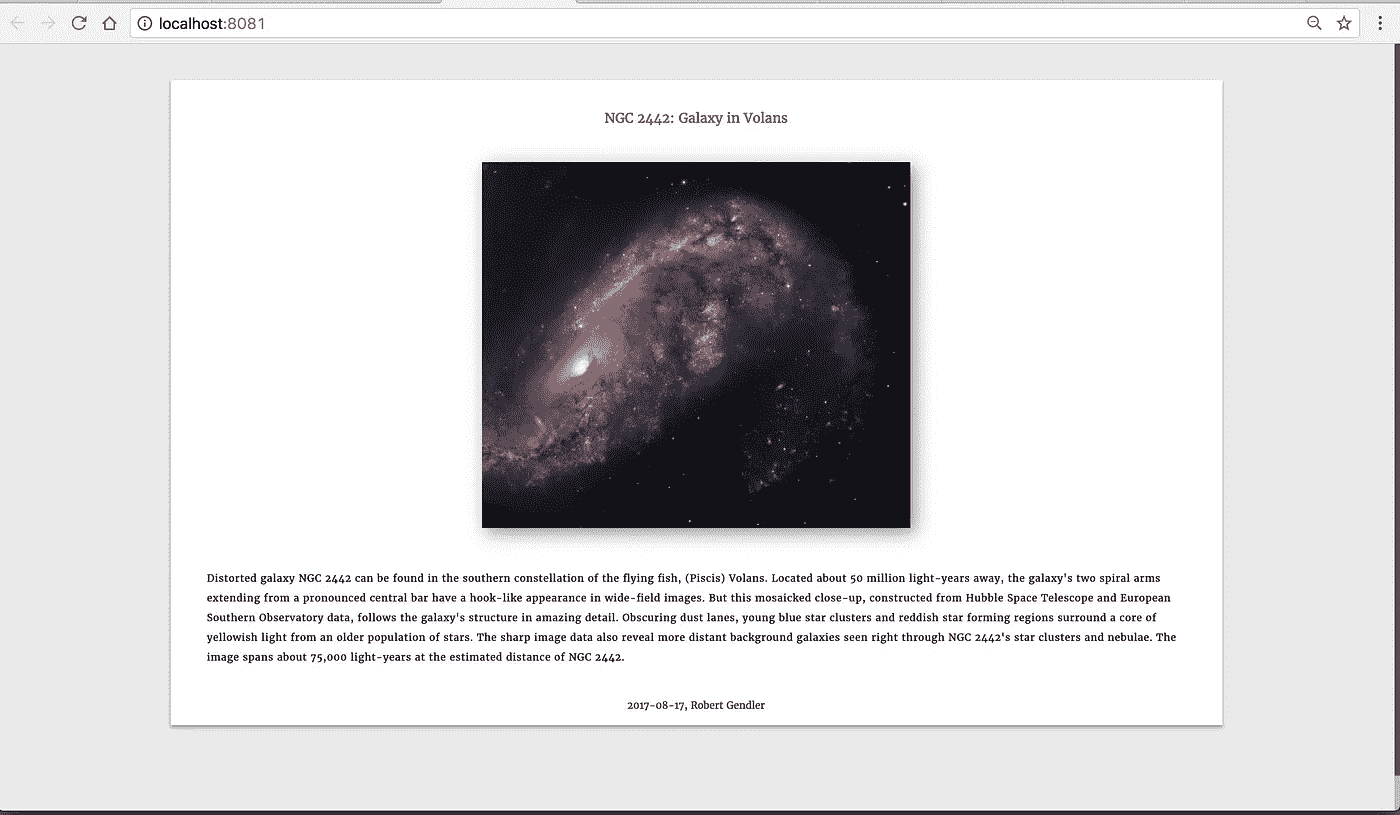 localhost:8081
NGC 2442: Galaxy in Volans
Distorted galaxy NGC 2442 can be found in the southern constellation of the flying fish, (Piscis) Volans. Located about 50 million light-years away, the galaxy's two spiral arms
extending from a pronounced central bar have a hook-like appearance in wide-field images. But this mosaicked close-up, constructed from Hubble Space Telescope and European
Southern Observatory data, follows the galaxy's structure in amazing detail. Obscuring dust lanes, young blue star clusters and reddish star forming regions surround a core of
yellowish light from an older population of stars. The sharp image data also reveal more distant background galaxies seen right through NGC 2442's star clusters and nebulae. The
image spans about 75,000 light-years at the estimated distance of NGC 2442.
2017-08-17, Robert Gendler